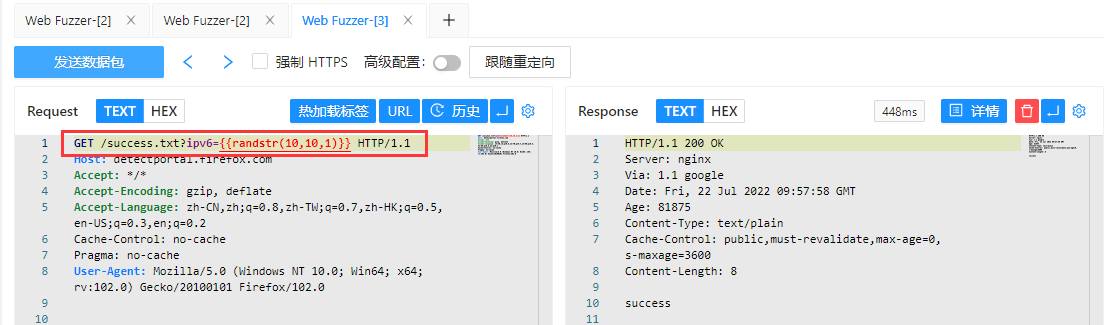 Web Fuzzer-[2] × Web Fuzzer-[2] × Web Fuzzer-[3] × +
发送数据包 < > 强制 HTTPS 高级配置: 跟随重定向
Request TEXT HEX 热加载标签 URL 历史
1 GET /success.txt?ipv6={{randstr(10,10,1)}} HTTP/1.1
2 Host: detectportal.firefox.com
3 Accept: */*
4 Accept-Encoding: gzip, deflate
5 Accept-Language: zh-CN,zh;q=0.8,zh-TW;q=0.7,zh-HK;q=0.5,
en-US;q=0.3,en;q=0.2
6 Cache-Control: no-cache
7 Pragma: no-cache
8 User-Agent: Mozilla/5.0 (Windows NT 10.0; Win64; x64;
rv:102.0) Gecko/20100101 Firefox/102.0
9
10
Response TEXT HEX 448ms 详情
1 HTTP/1.1 200 OK
2 Server: nginx
3 Via: 1.1 google
4 Date: Fri, 22 Jul 2022 09:57:58 GMT
5 Age: 81875
6 Content-Type: text/plain
7 Cache-Control: public,must-revalidate,max-age=0,
s-maxage=3600
8 Content-Length: 8
9
10 success
11